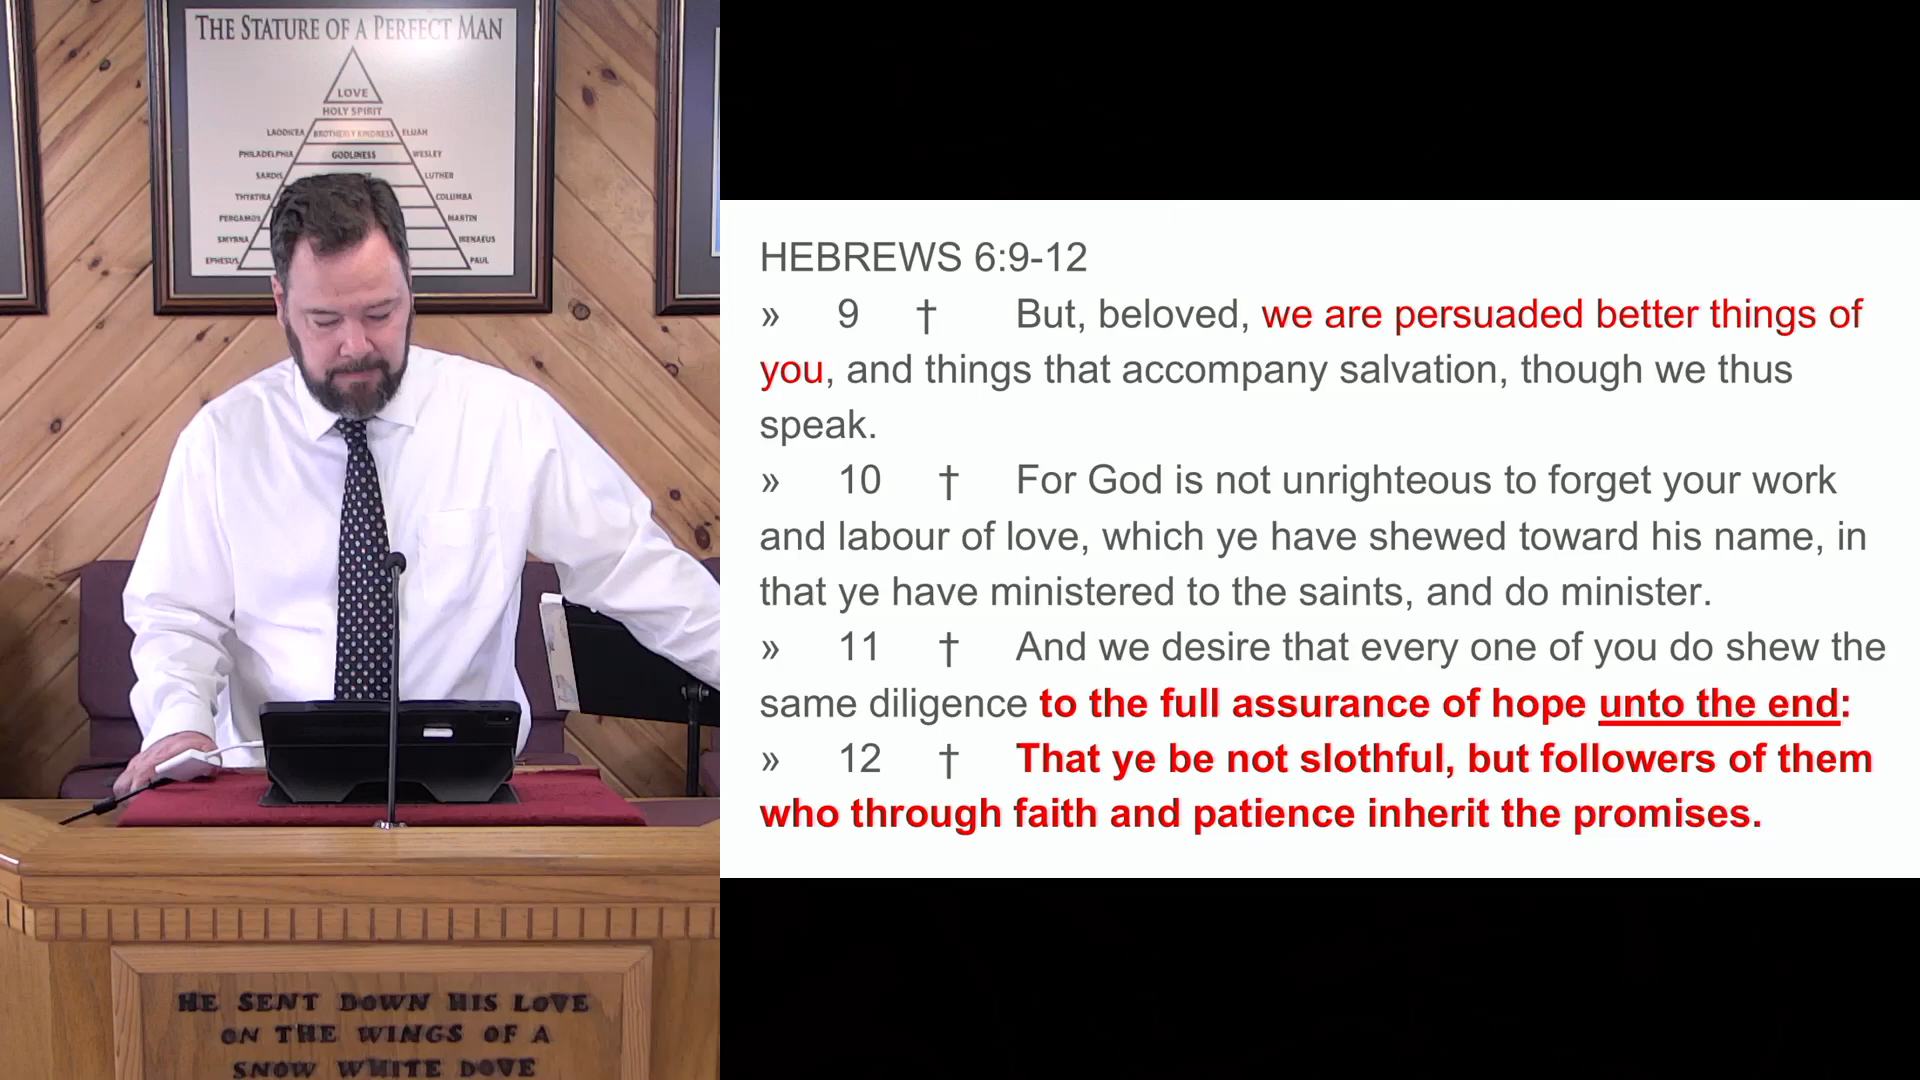 THE STATURE OF A PERFECT MAN
LOVE
HOLY SPIRIT
LAODICEA BROTHERLY KINDNESS ELIJAH
PHILADELPHIA GODLINESS WESLEY
SARDIS LUTHER
THYATIRA COLUMBA
PERGAMOS MARTIN
SMYRNA IRENAEUS
EPHESUS PAUL
HE SENT DOWN HIS LOVE
ON THE WINGS OF A
SNOW WHITE DOVE
HEBREWS 6:9-12
» 9 † But, beloved, we are persuaded better things of
you, and things that accompany salvation, though we thus
speak.
» 10 † For God is not unrighteous to forget your work
and labour of love, which ye have shewed toward his name, in
that ye have ministered to the saints, and do minister.
» 11 † And we desire that every one of you do shew the
same diligence to the full assurance of hope unto the end:
» 12 † That ye be not slothful, but followers of them
who through faith and patience inherit the promises.